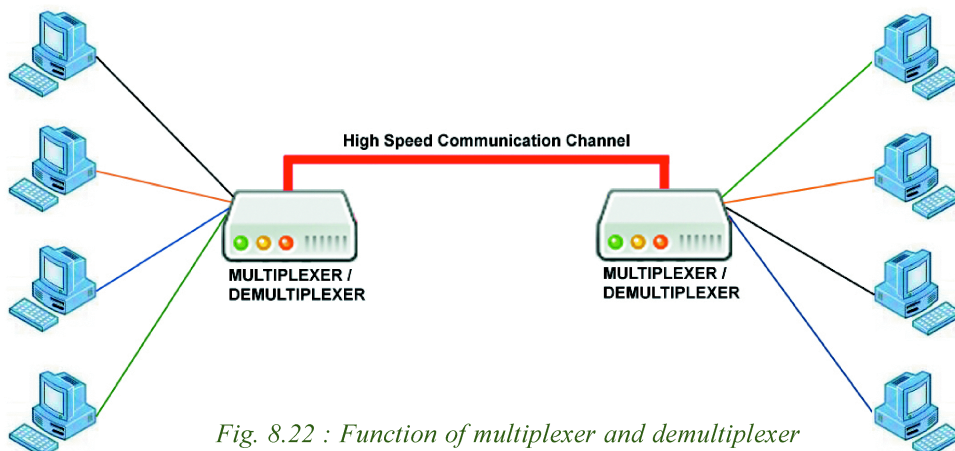 High Speed Communication Channel
MULTIPLEXER /
DEMULTIPLEXER
MULTIPLEXER /
DEMULTIPLEXER
Fig. 8.22 : Function of multiplexer and demultiplexer